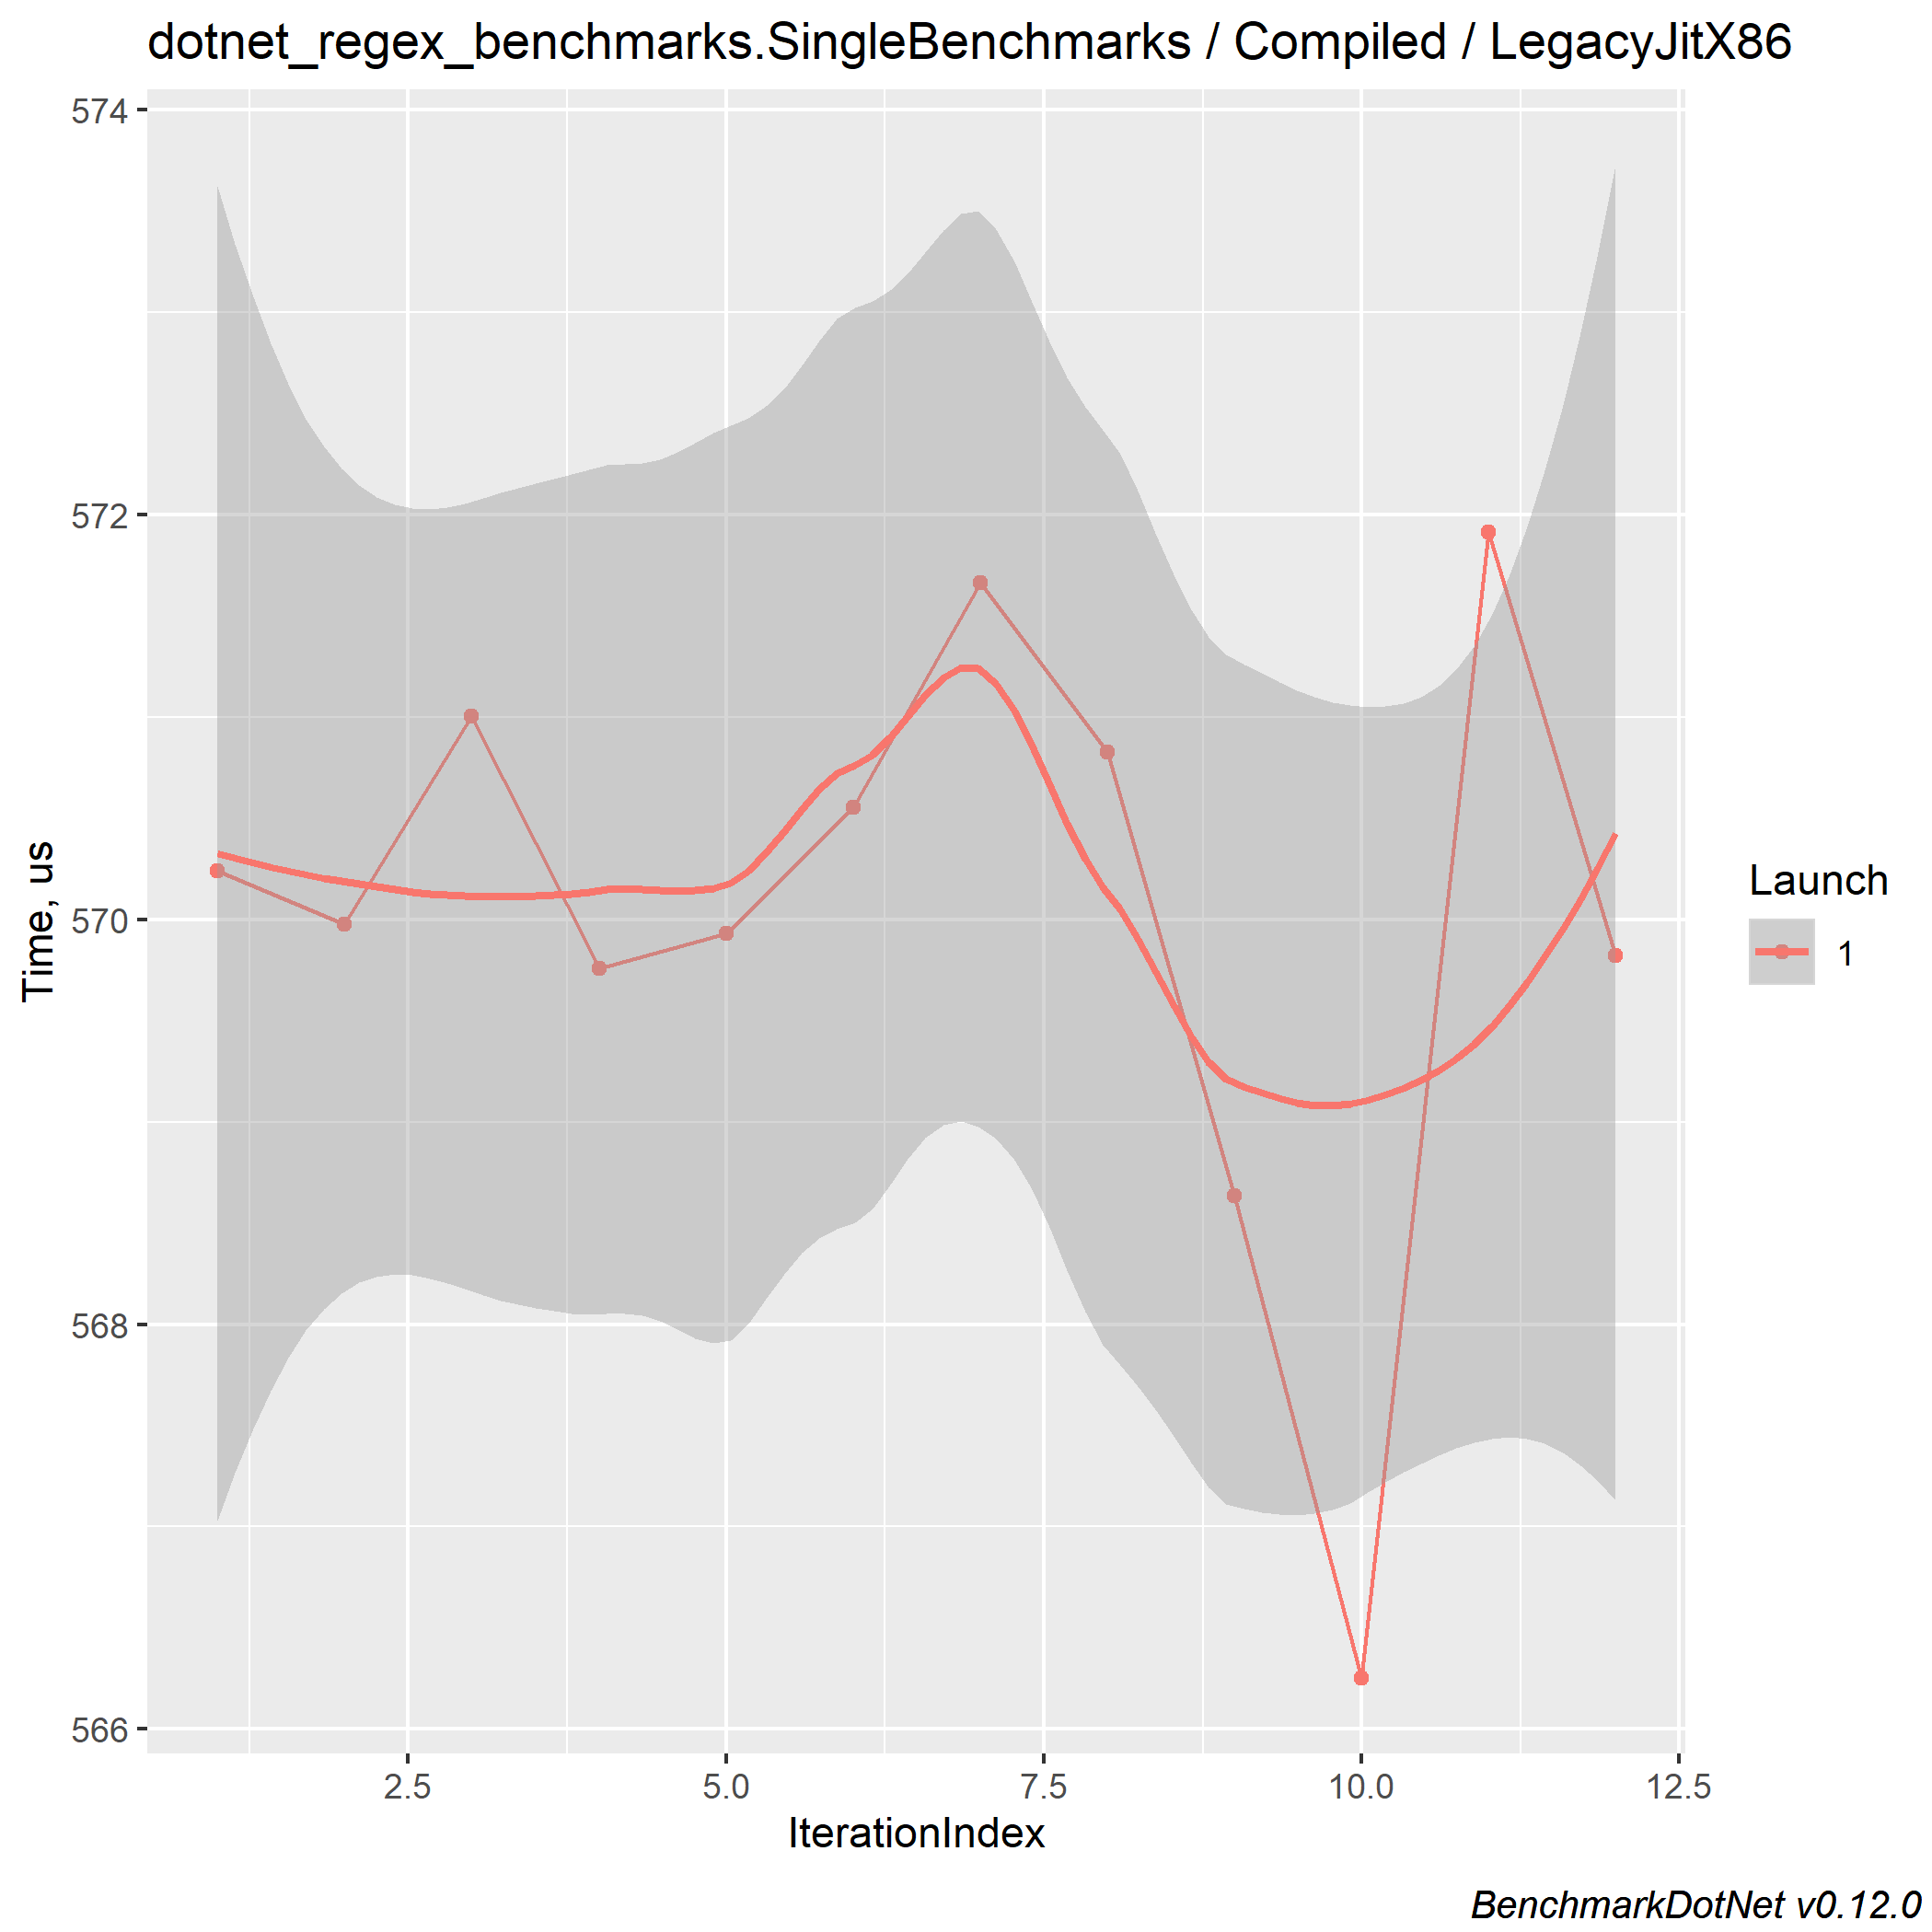 dotnet_regex_benchmarks.SingleBenchmarks / Compiled / LegacyJitX86
574
572
570
568
566
Time, us
2.5
5.0
7.5
10.0
12.5
IterationIndex
Launch
1
BenchmarkDotNet v0.12.0